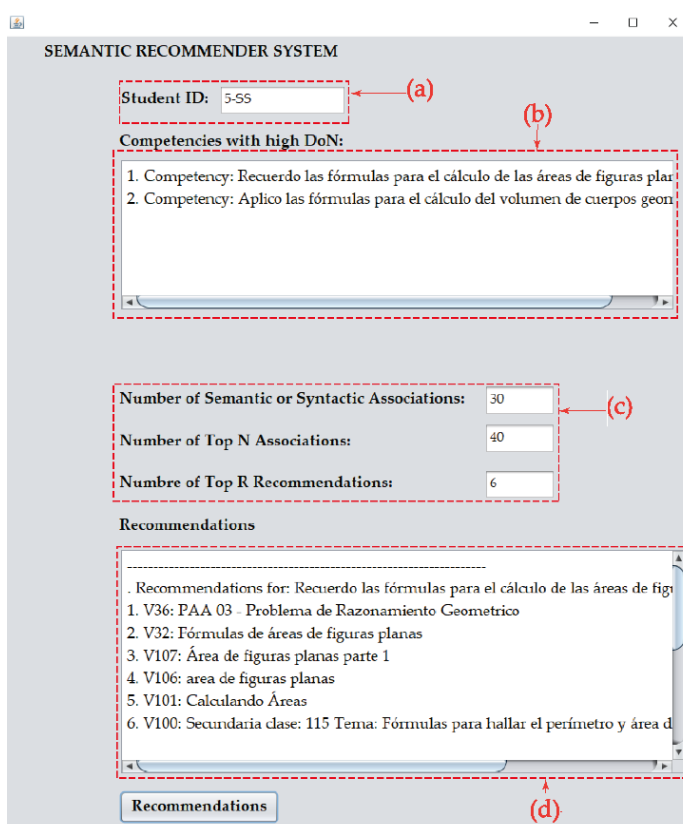 SEMANTIC RECOMMENDER SYSTEM
Student ID: 5-SS
(a)
(b)
Competencies with high DoN:
1. Competency: Recuerdo las fórmulas para el cálculo de las áreas de figuras plan
2. Competency: Aplico las fórmulas para el cálculo del volumen de cuerpos geom
Number of Semantic or Syntactic Associations: 30
(c)
Number of Top N Associations: 40
Numbre of Top R Recommendations: 6
Recommendations
. Recommendations for: Recuerdo las fórmulas para el cálculo de las áreas de figu
1. V36: PAA 03 - Problema de Razonamiento Geometrico
2. V32: Fórmulas de áreas de figuras planas
3. V107: Área de figuras planas parte 1
4. V106: area de figuras planas
5. V101: Calculando Áreas
6. V100: Secundaria clase: 115 Tema: Fórmulas para hallar el perímetro y área d
Recommendations
(d)